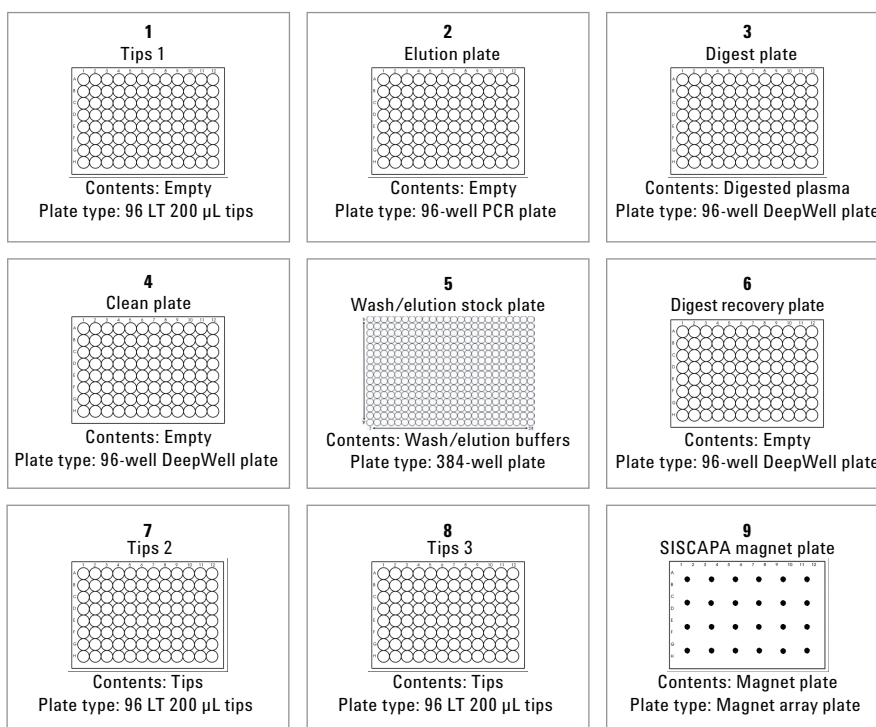 1
Tips 1
Contents: Empty
Plate type: 96 LT 200 µL tips
2
Elution plate
Contents: Empty
Plate type: 96-well PCR plate
3
Digest plate
Contents: Digested plasma
Plate type: 96-well DeepWell plate
4
Clean plate
Contents: Empty
Plate type: 96-well DeepWell plate
5
Wash/elution stock plate
Contents: Wash/elution buffers
Plate type: 384-well plate
6
Digest recovery plate
Contents: Empty
Plate type: 96-well DeepWell plate
7
Tips 2
Contents: Tips
Plate type: 96 LT 200 µL tips
8
Tips 3
Contents: Tips
Plate type: 96 LT 200 µL tips
9
SISCAPA magnet plate
1 2 3 4 5 6 7 8 9 10 11 12
A
B
C
D
E
F
G
H
Contents: Magnet plate
Plate type: Magnet array plate